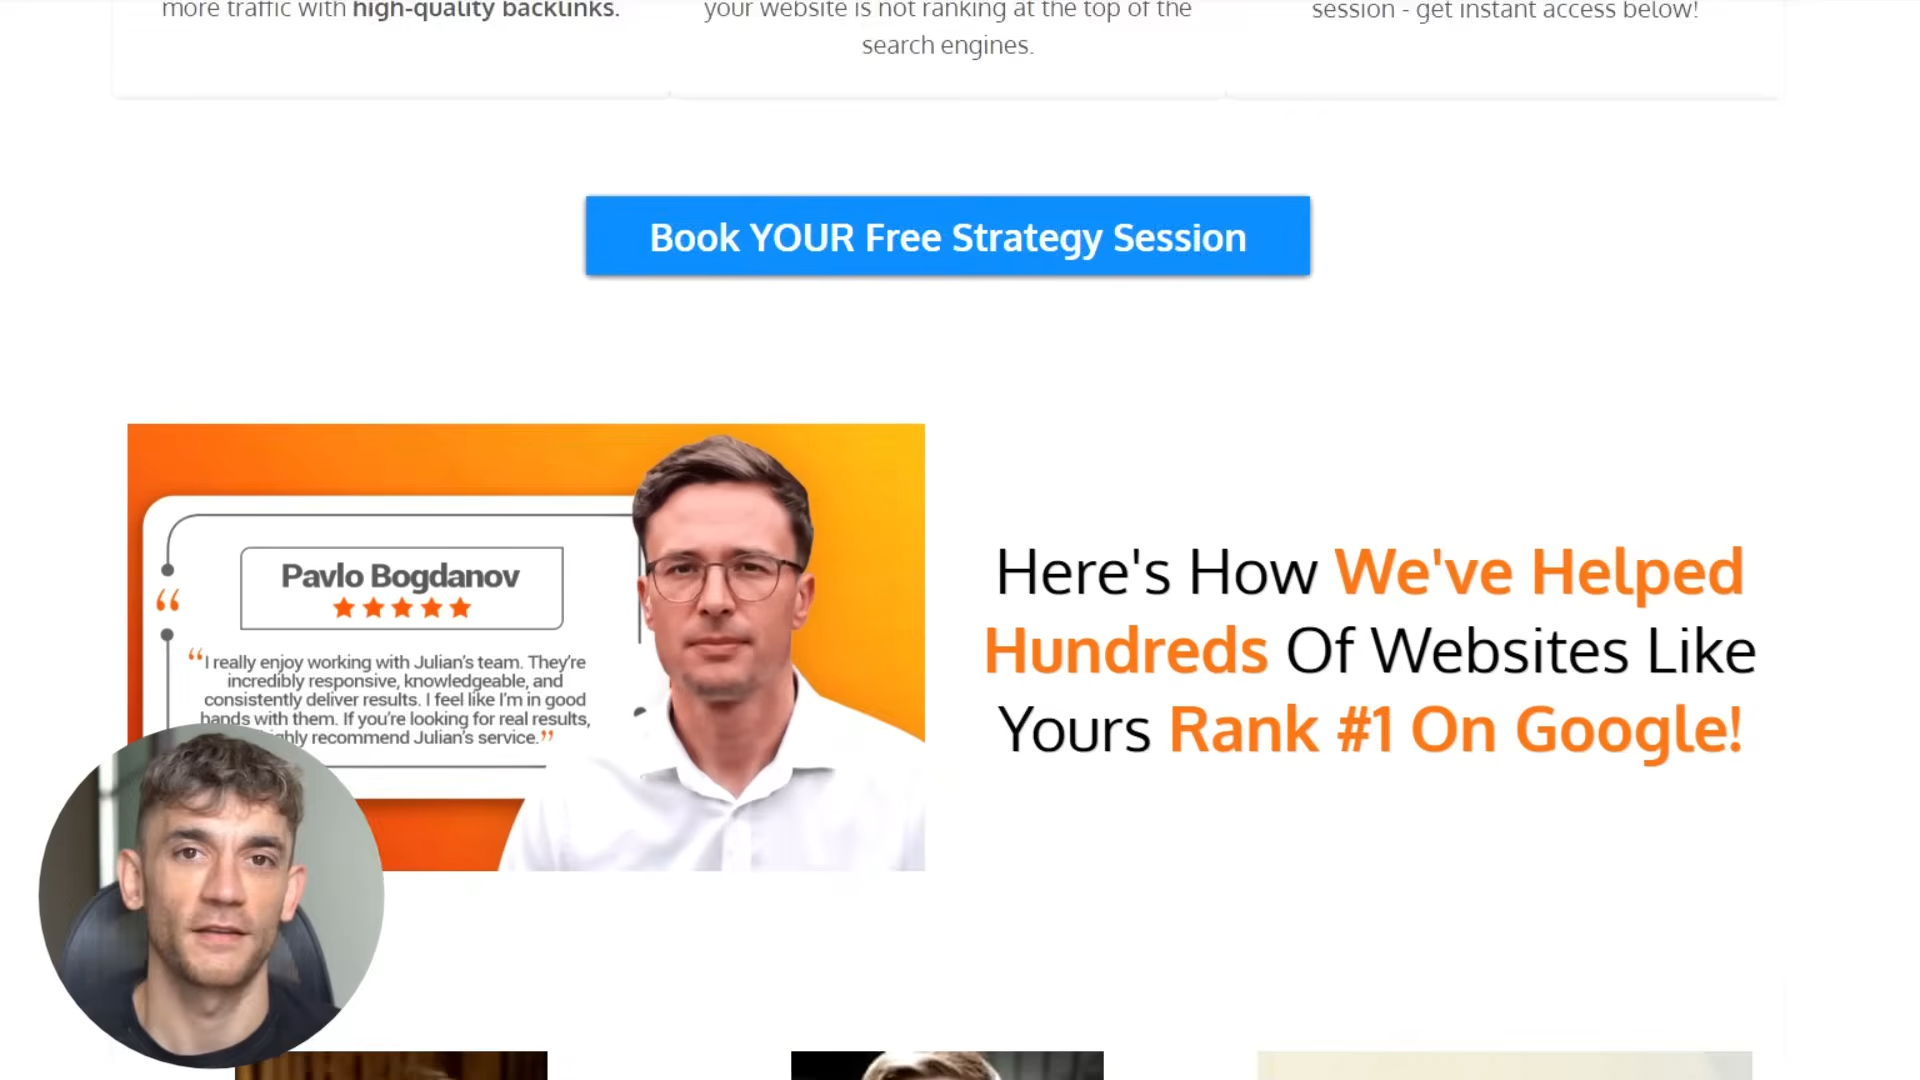 more traffic with high-quality backlinks.
your website is not ranking at the top of the
search engines.
session - get instant access below!
Book YOUR Free Strategy Session
Pavlo Bogdanov
“I really enjoy working with Julian’s team. They’re
incredibly responsive, knowledgeable, and
consistently deliver results. I feel like I’m in good
hands with them. If you’re looking for real results,
recommend Julian’s service.”
Here's How We've Helped
Hundreds Of Websites Like
Yours Rank #1 On Google!